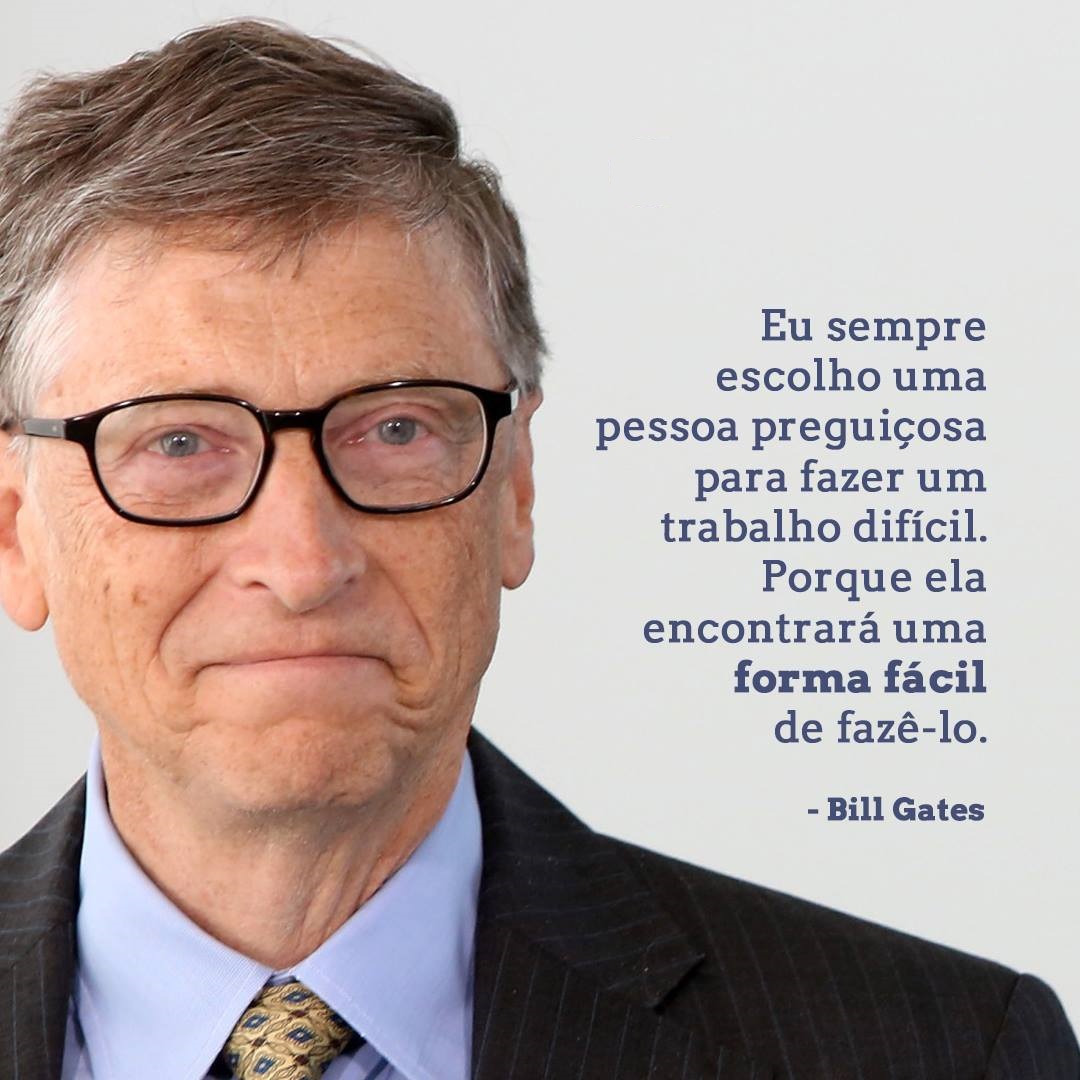 Eu sempre
escolho uma
pessoa preguiçosa
para fazer um
trabalho difícil.
Porque ela
encontrará uma
forma fácil
de fazê-lo.
- Bill Gates